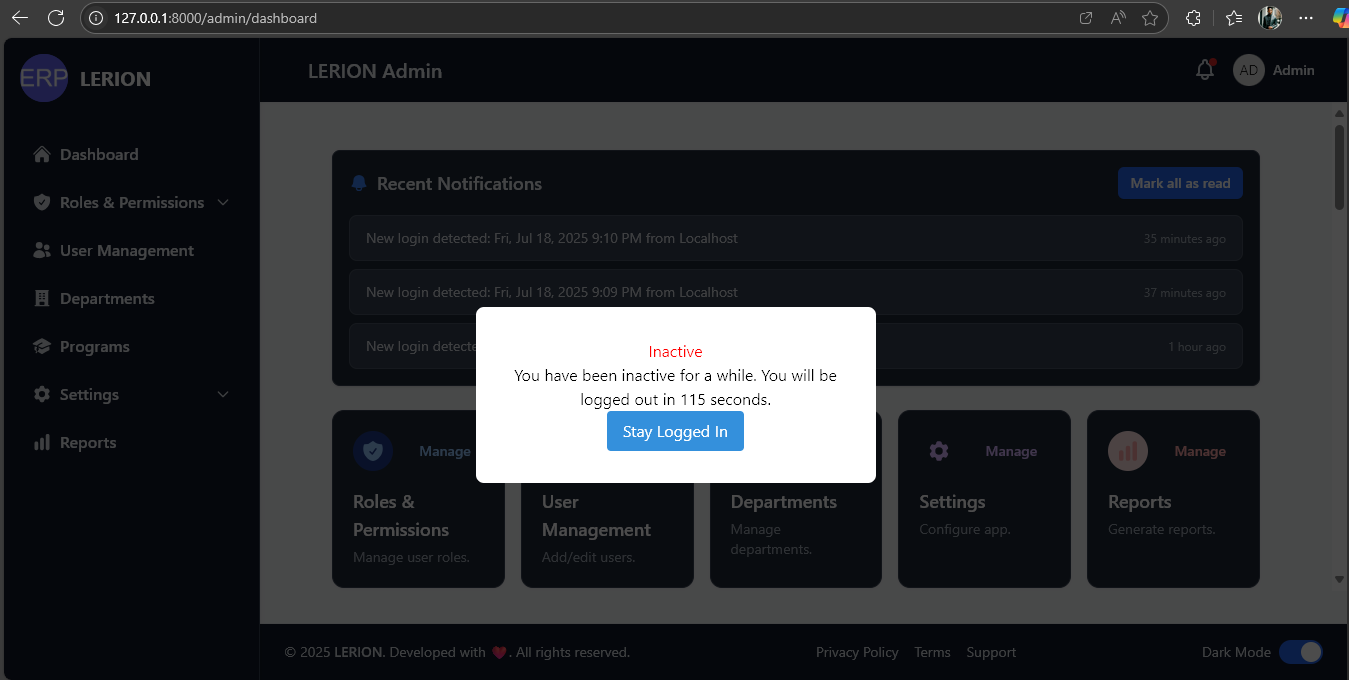 127.0.0.1:8000/admin/dashboard
ERP LERION
LERION Admin
AD Admin
Dashboard
Roles & Permissions
User Management
Departments
Programs
Settings
Reports
Recent Notifications
Mark all as read
New login detected: Fri, Jul 18, 2025 9:10 PM from Localhost
35 minutes ago
New login detected: Fri, Jul 18, 2025 9:09 PM from Localhost
37 minutes ago
New login
1 hour ago
Inactive
You have been inactive for a while. You will be
logged out in 115 seconds.
Stay Logged In
Manage
Roles &
Permissions
Manage user roles.
User
Management
Add/edit users.
Departments
Manage
departments.
Manage
Settings
Configure app.
Manage
Reports
Generate reports.
© 2025 LERION. Developed with ❤. All rights reserved.
Privacy Policy
Terms
Support
Dark Mode